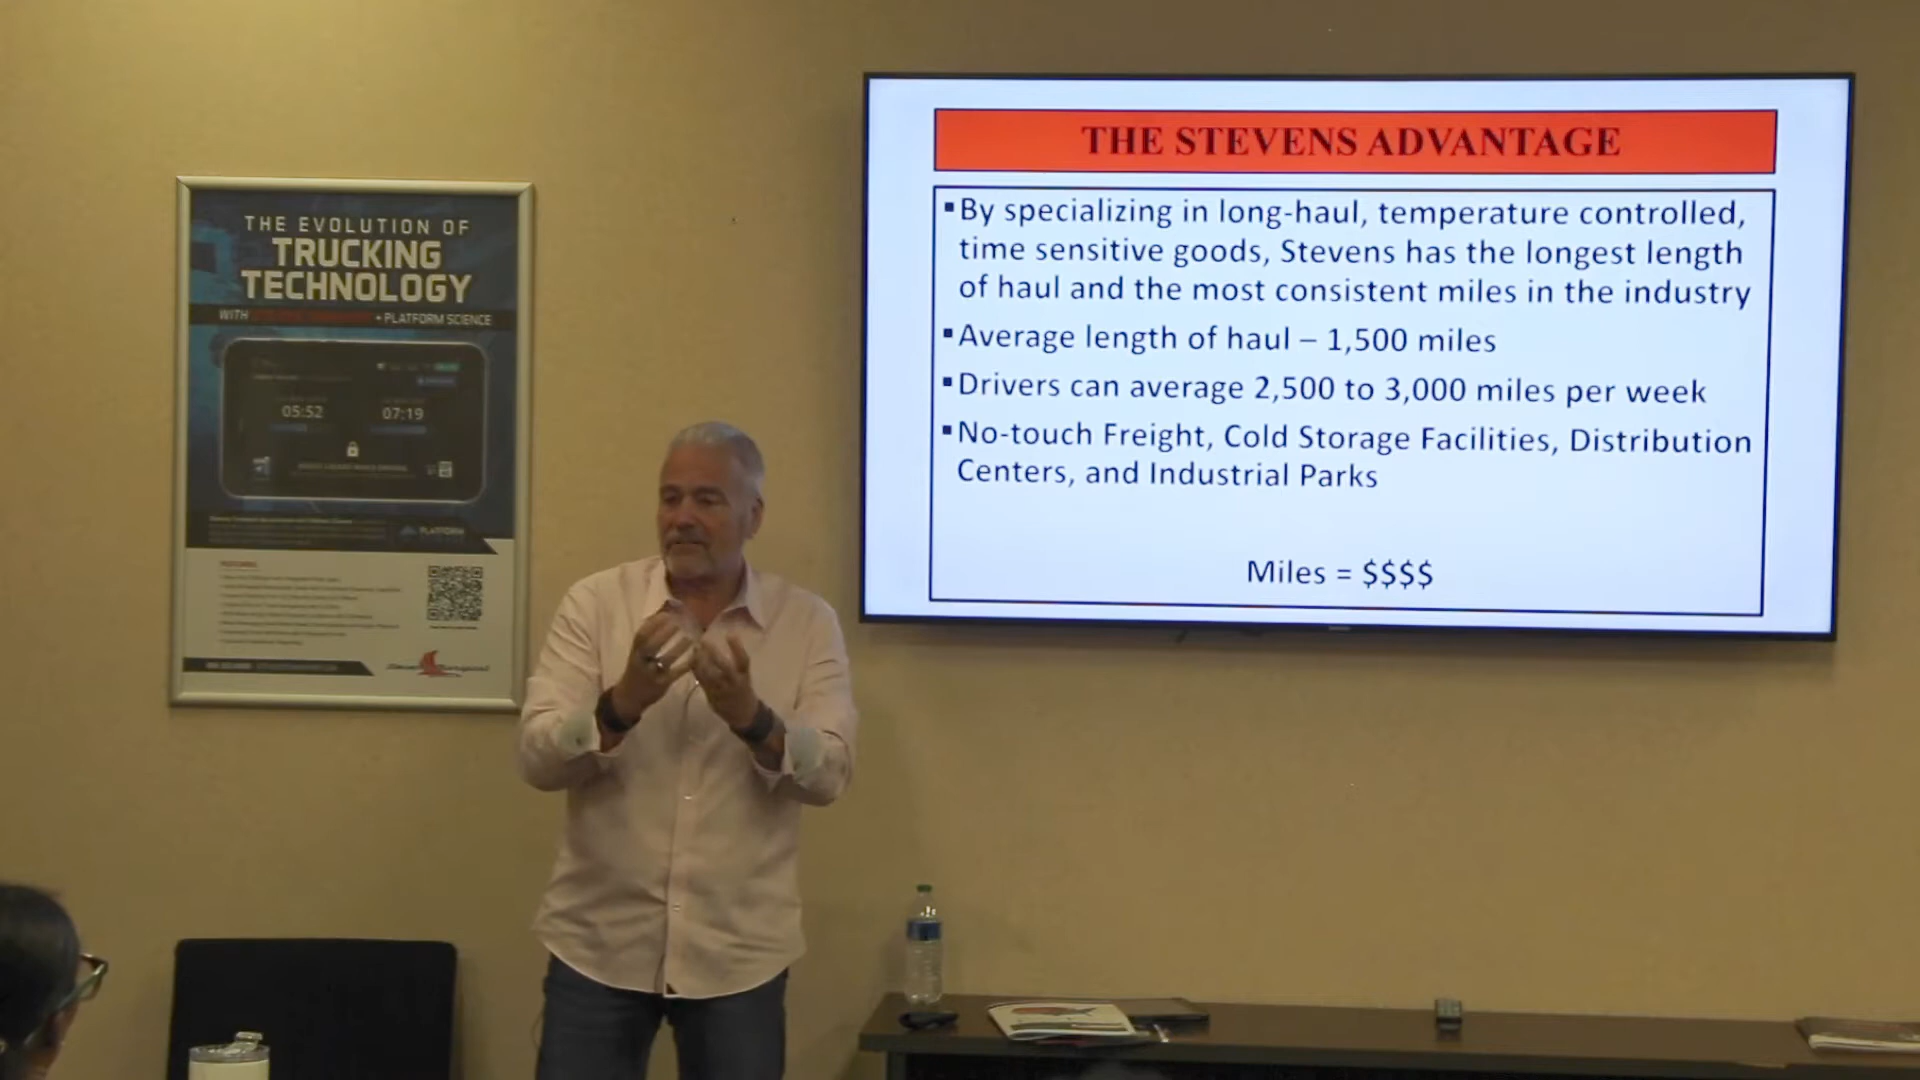 THE EVOLUTION OF
TRUCKING
TECHNOLOGY
WITH + PLATFORM SCIENCE
05:52
07:19
PLATFORM
THE STEVENS ADVANTAGE
▪By specializing in long-haul, temperature controlled,
time sensitive goods, Stevens has the longest length
of haul and the most consistent miles in the industry
▪Average length of haul – 1,500 miles
▪Drivers can average 2,500 to 3,000 miles per week
▪No-touch Freight, Cold Storage Facilities, Distribution
Centers, and Industrial Parks
Miles = $$$$